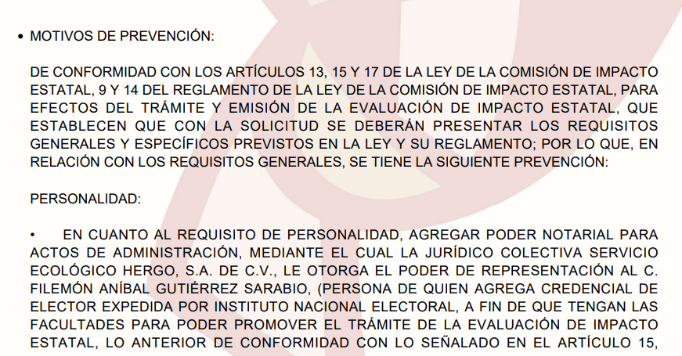 • MOTIVOS DE PREVENCIÓN:
DE CONFORMIDAD CON LOS ARTÍCULOS 13, 15 Y 17 DE LA LEY DE LA COMISIÓN DE IMPACTO
ESTATAL, 9 Y 14 DEL REGLAMENTO DE LA LEY DE LA COMISIÓN DE IMPACTO ESTATAL, PARA
EFECTOS DEL TRÁMITE Y EMISIÓN DE LA EVALUACIÓN DE IMPACTO ESTATAL, QUE
ESTABLECEN QUE CON LA SOLICITUD SE DEBERÁN PRESENTAR LOS REQUISITOS
GENERALES Y ESPECÍFICOS PREVISTOS EN LA LEY Y SU REGLAMENTO; POR LO QUE, EN
RELACIÓN CON LOS REQUISITOS GENERALES, SE TIENE LA SIGUIENTE PREVENCIÓN:
PERSONALIDAD:
• EN CUANTO AL REQUISITO DE PERSONALIDAD, AGREGAR PODER NOTARIAL PARA
ACTOS DE ADMINISTRACIÓN, MEDIANTE EL CUAL LA JURÍDICO COLECTIVA SERVICIO
ECOLÓGICO HERGO, S.A. DE C.V., LE OTORGA EL PODER DE REPRESENTACIÓN AL C.
FILEMÓN ANÍBAL GUTIÉRREZ SARABIO, (PERSONA DE QUIEN AGREGA CREDENCIAL DE
ELECTOR EXPEDIDA POR INSTITUTO NACIONAL ELECTORAL, A FIN DE QUE TENGAN LAS
FACULTADES PARA PODER PROMOVER EL TRÁMITE DE LA EVALUACIÓN DE IMPACTO
ESTATAL, LO ANTERIOR DE CONFORMIDAD CON LO SEÑALADO EN EL ARTÍCULO 15,